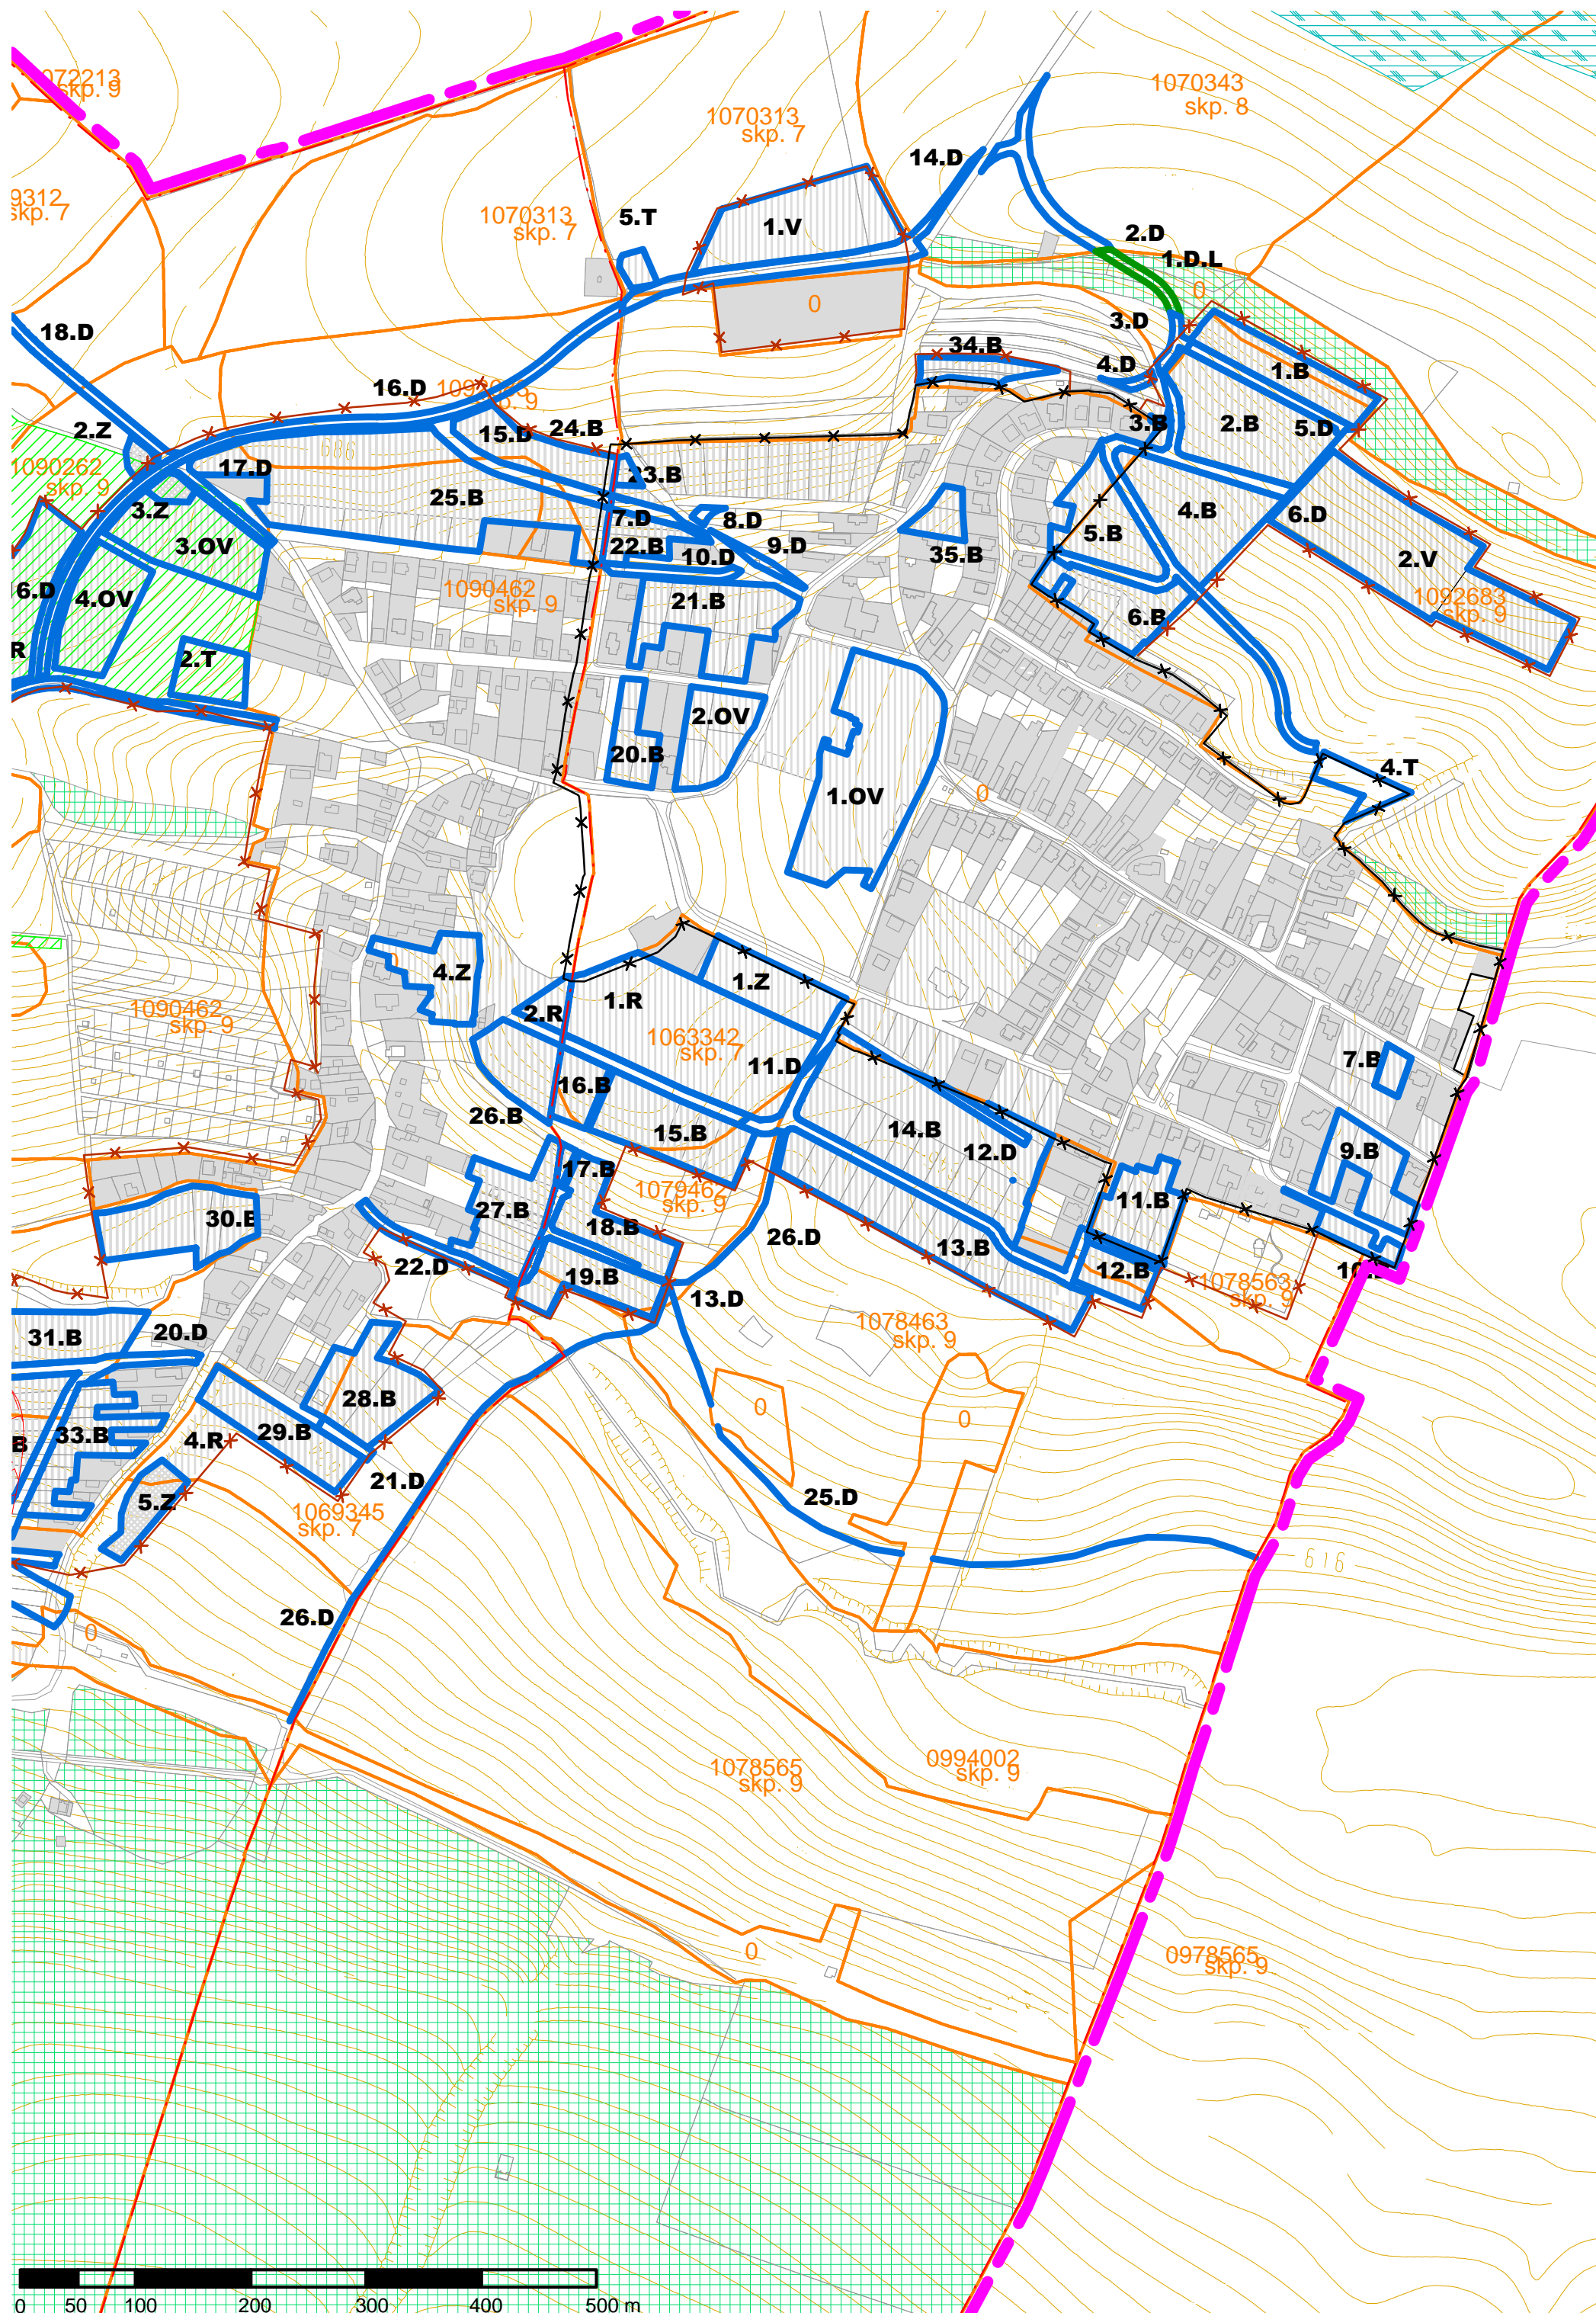 072213
skp. 9
1070343
skp. 8
1070313
skp. 7
14.D
9312
skp. 7
1070313
skp. 7
5.T
1.V
2.D
1.D.L
0
0
18.D
3.D
34.B
4.D
1.B
16.D
skp. 9
15.D
24.B
3.B
2.B
5.D
2.Z
686
1090262
skp. 9
17.D
23.B
25.B
3.Z
7.D
8.D
4.B
6.D
3.OV
22.B
10.D
9.D
5.B
35.B
2.V
6.D
4.OV
1090462
skp. 9
21.B
6.B
1092683
skp. 9
R
2.T
2.OV
20.B
4.T
1.OV
0
4.Z
1.Z
1.R
2.R
1090462
skp. 9
1063342
skp. 7
11.D
7.B
16.B
26.B
15.B
14.B
12.D
9.B
17.B
1079462
skp. 9
11.B
27.B
18.B
30.B
26.D
13.B
22.D
19.B
12.B
1078563
skp. 9
13.D
31.B
20.D
1078463
skp. 9
28.B
0
0
B
33.B
4.R
29.B
21.D
5.Z
1069345
skp. 7
25.D
616
26.D
0
1078565
skp. 9
0994002
skp. 9
0
0978565
skp. 9
0 50 100 200 300 400 500 m